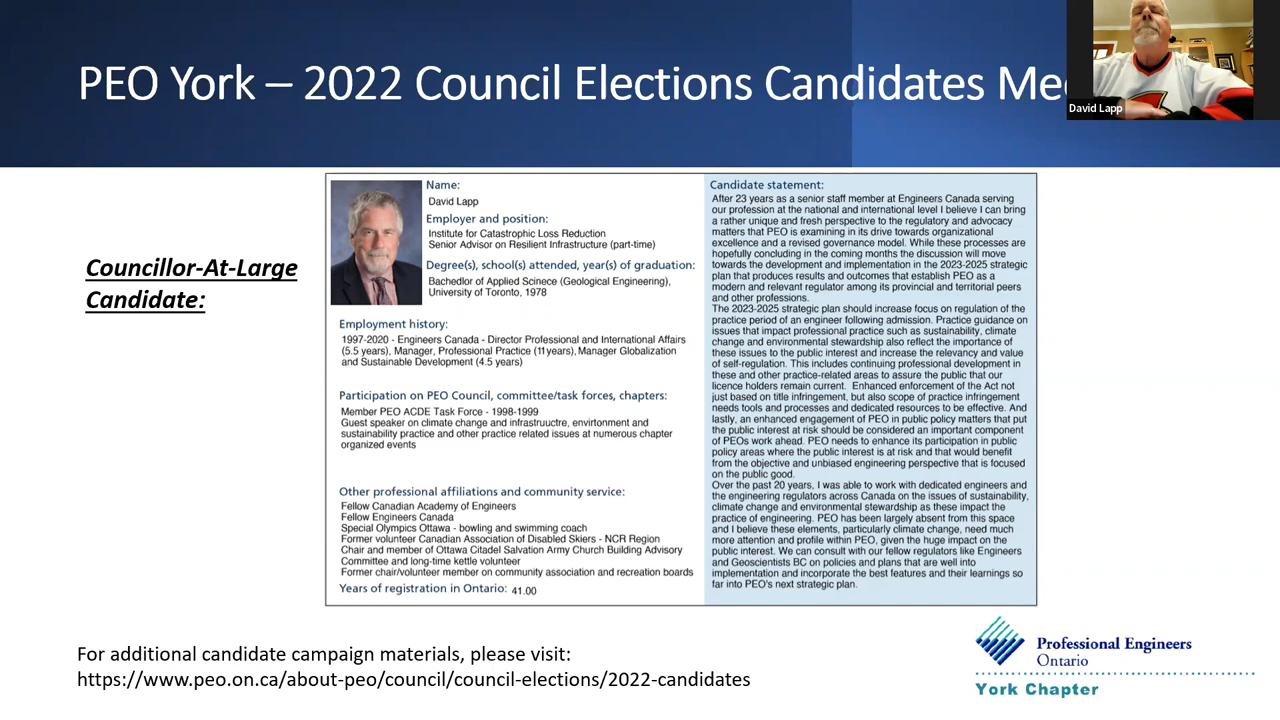 PEO York – 2022 Council Elections Candidates Me
David Lapp
Councillor-At-Large
Candidate:
Name:
David Lapp
Employer and position:
Institute for Catastrophic Loss Reduction
Senior Advisor on Resilient Infrastructure (part-time)
Degree(s), school(s) attended, year(s) of graduation:
Bachedlor of Applied Scinece (Geological Engineering),
University of Toronto, 1978
Employment history:
1997-2020 - Engineers Canada - Director Professional and International Affairs
(5.5 years), Manager, Professional Practice (11years), Manager Globalization
and Sustainable Development (4.5 years)
Participation on PEO Council, committee/task forces, chapters:
Member PEO ACDE Task Force - 1998-1999
Guest speaker on climate change and infrastruuctre, envirtonment and
sustainability practice and other practice related issues at numerous chapter
organized events
Other professional affiliations and community service:
Fellow Canadian Academy of Engineers
Fellow Engineers Canada
Special Olympics Ottawa - bowling and swimming coach
Former volunteer Canadian Association of Disabled Skiers - NCR Region
Chair and member of Ottawa Citadel Salvation Army Church Building Advisory
Committee and long-time kettle volunteer
Former chair/volunteer member on community association and recreation boards
Years of registration in Ontario: 41.00
Candidate statement:
After 23 years as a senior staff member at Engineers Canada serving
our profession at the national and international level I believe I can bring
a rather unique and fresh perspective to the regulatory and advocacy
matters that PEO is examining in its drive towards organizational
excellence and a revised governance model. While these processes are
hopefully concluding in the coming months the discussion will move
towards the development and implementation in the 2023-2025 strategic
plan that produces results and outcomes that establish PEO as a
modern and relevant regulator among its provincial and territorial peers
and other professions.
The 2023-2025 strategic plan should increase focus on regulation of the
practice period of an engineer following admission. Practice guidance on
issues that impact professional practice such as sustainability, climate
change and environmental stewardship also reflect the importance of
these issues to the public interest and increase the relevancy and value
of self-regulation. This includes continuing professional development in
these and other practice-related areas to assure the public that our
licence holders remain current. Enhanced enforcement of the Act not
just based on title infringement, but also scope of practice infringement
needs tools and processes and dedicated resources to be effective. And
lastly, an enhanced engagement of PEO in public policy matters that put
the public interest at risk should be considered an important component
of PEOs work ahead. PEO needs to enhance its participation in public
policy areas where the public interest is at risk and that would benefit
from the objective and unbiased engineering perspective that is focused
on the public good.
Over the past 20 years, I was able to work with dedicated engineers and
the engineering regulators across Canada on the issues of sustainability,
climate change and environmental stewardship as these impact the
practice of engineering. PEO has been largely absent from this space
and I believe these elements, particularly climate change, need much
more attention and profile within PEO, given the huge impact on the
public interest. We can consult with our fellow regulators like Engineers
and Geoscientists BC on policies and plans that are well into
implementation and incorporate the best features and their learnings so
far into PEO's next strategic plan.
For additional candidate campaign materials, please visit:
https://www.peo.on.ca/about-peo/council/council-elections/2022-candidates
Professional Engineers
Ontario
York Chapter